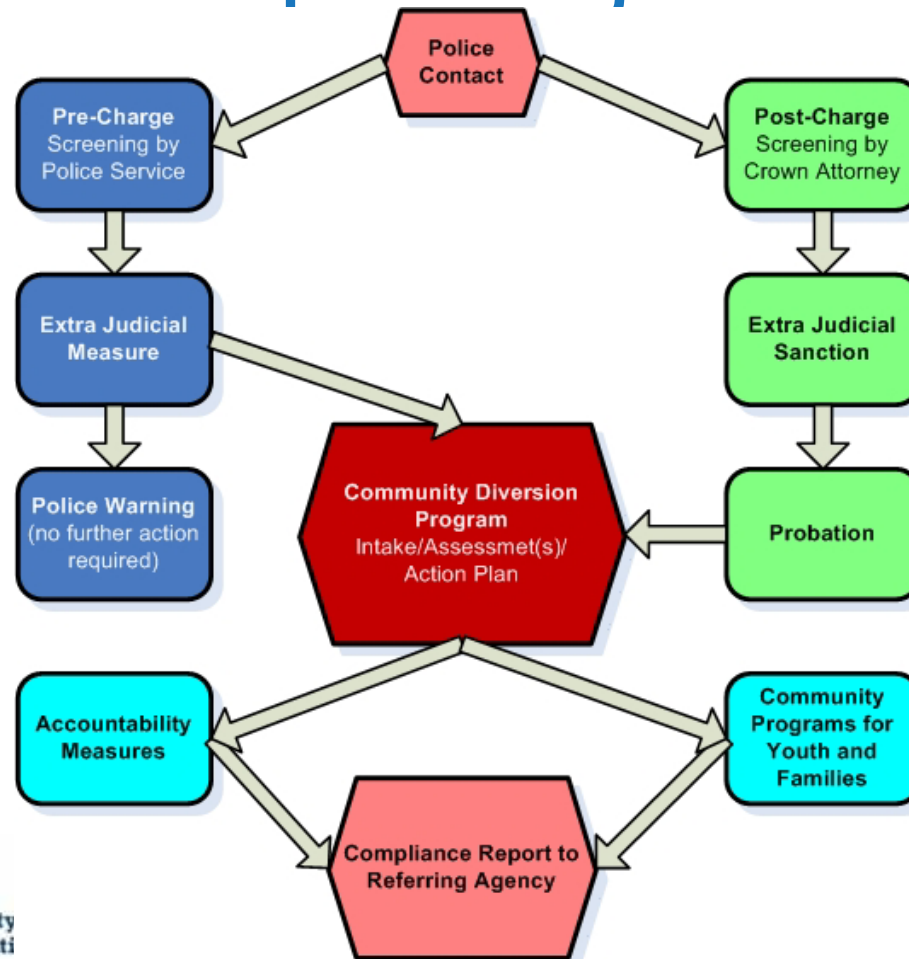 Police
Contact
Pre-Charge
Screening by
Police Service
Post-Charge
Screening by
Crown Attorney
Extra Judicial
Measure
Extra Judicial
Sanction
Police Warning
(no further action
required)
Community Diversion
Program
Intake/Assessmet(s)/
Action Plan
Probation
Accountability
Measures
Community
Programs for
Youth and
Families
Compliance Report to
Referring Agency